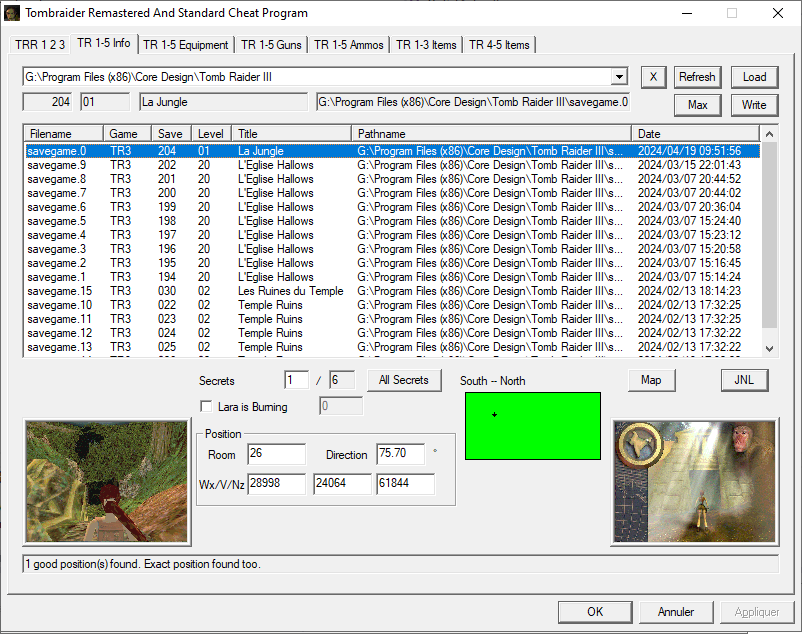 Tombraider Remastered And Standard Cheat Program
TRR 1 2 3 TR 1-5 Info TR 1-5 Equipment TR 1-5 Guns TR 1-5 Ammos TR 1-3 Items TR 4-5 Items
G:\Program Files (x86)\Core Design\Tomb Raider III X Refresh Load
204 01 La Jungle G:\Program Files (x86)\Core Design\Tomb Raider III\savegame.0 Max Write
Filename Game Save Level Title Pathname Date
savegame.0 TR3 204 01 La Jungle G:\Program Files (x86)\Core Design\Tomb Raider III\s... 2024/04/19 09:51:56
savegame.9 TR3 202 20 L'Eglise Hallows G:\Program Files (x86)\Core Design\Tomb Raider III\s... 2024/03/15 22:01:43
savegame.8 TR3 201 20 L'Eglise Hallows G:\Program Files (x86)\Core Design\Tomb Raider III\s... 2024/03/07 20:44:52
savegame.7 TR3 200 20 L'Eglise Hallows G:\Program Files (x86)\Core Design\Tomb Raider III\s... 2024/03/07 20:44:02
savegame.6 TR3 199 20 L'Eglise Hallows G:\Program Files (x86)\Core Design\Tomb Raider III\s... 2024/03/07 20:36:04
savegame.5 TR3 198 20 L'Eglise Hallows G:\Program Files (x86)\Core Design\Tomb Raider III\s... 2024/03/07 15:24:40
savegame.4 TR3 197 20 L'Eglise Hallows G:\Program Files (x86)\Core Design\Tomb Raider III\s... 2024/03/07 15:23:12
savegame.3 TR3 196 20 L'Eglise Hallows G:\Program Files (x86)\Core Design\Tomb Raider III\s... 2024/03/07 15:20:58
savegame.2 TR3 195 20 L'Eglise Hallows G:\Program Files (x86)\Core Design\Tomb Raider III\s... 2024/03/07 15:16:45
savegame.1 TR3 194 20 L'Eglise Hallows G:\Program Files (x86)\Core Design\Tomb Raider III\s... 2024/03/07 15:14:24
savegame.15 TR3 030 02 Les Ruines du Temple G:\Program Files (x86)\Core Design\Tomb Raider III\s... 2024/02/13 18:14:23
savegame.10 TR3 022 02 Temple Ruins G:\Program Files (x86)\Core Design\Tomb Raider III\s... 2024/02/13 17:32:25
savegame.11 TR3 023 02 Temple Ruins G:\Program Files (x86)\Core Design\Tomb Raider III\s... 2024/02/13 17:32:25
savegame.12 TR3 024 02 Temple Ruins G:\Program Files (x86)\Core Design\Tomb Raider III\s... 2024/02/13 17:32:22
savegame.13 TR3 025 02 Temple Ruins G:\Program Files (x86)\Core Design\Tomb Raider III\s... 2024/02/13 17:32:22
Secrets 1 / 6 All Secrets South -- North Map JNL
Lara is Burning 0
Position
Room 26 Direction 75.70 °
Wx/V/Nz 28998 24064 61844
1 good position(s) found. Exact position found too.
OK Annuler Appliquer